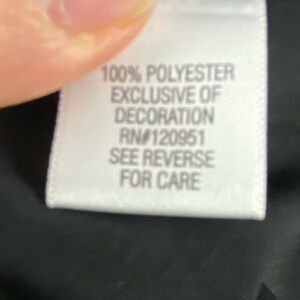 100% POLYESTER
EXCLUSIVE OF
DECORATION
RN#120951
SEE REVERSE
FOR CARE